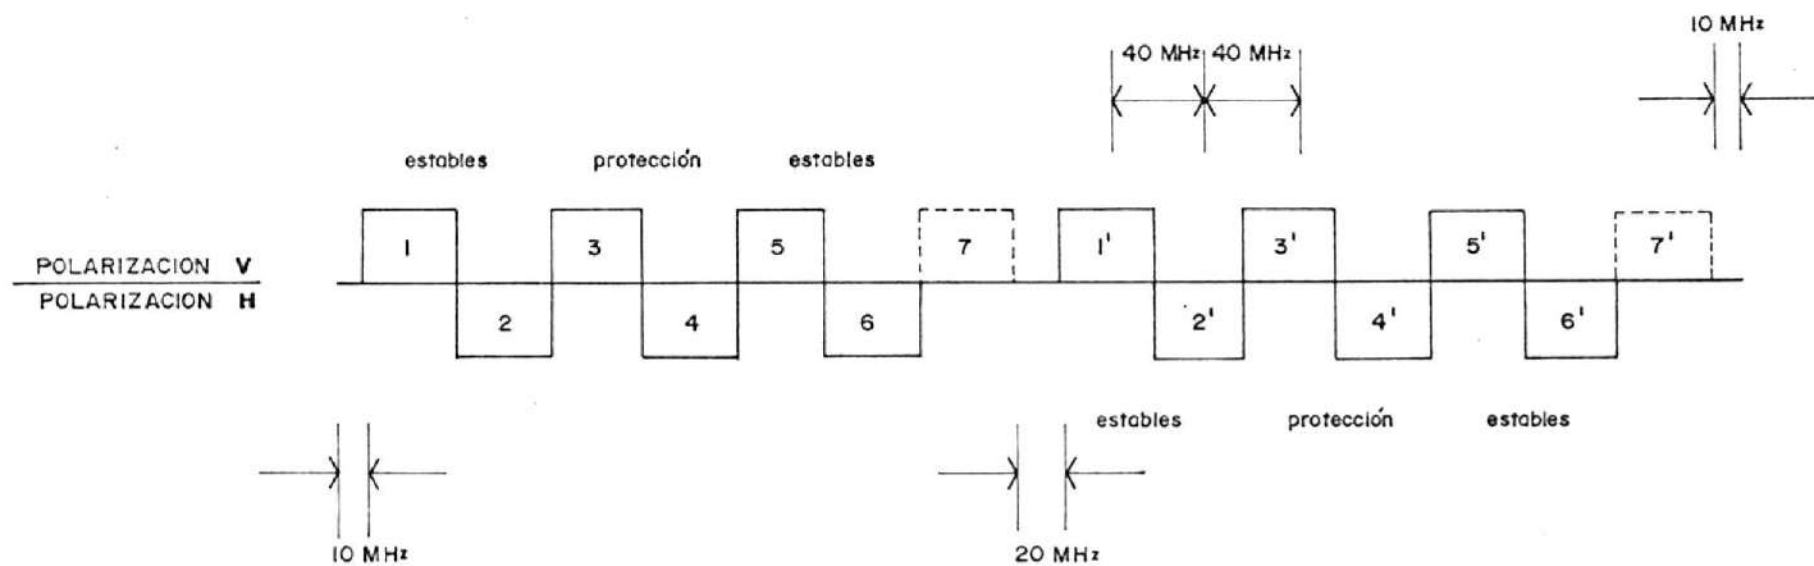 10 MHz
40 MHz 40 MHz
estables protección estables
1 3 5 7 1' 3' 5' 7'
POLARIZACION V
POLARIZACION H
2 4 6 2' 4' 6'
estables protección estables
10 MHz 20 MHz